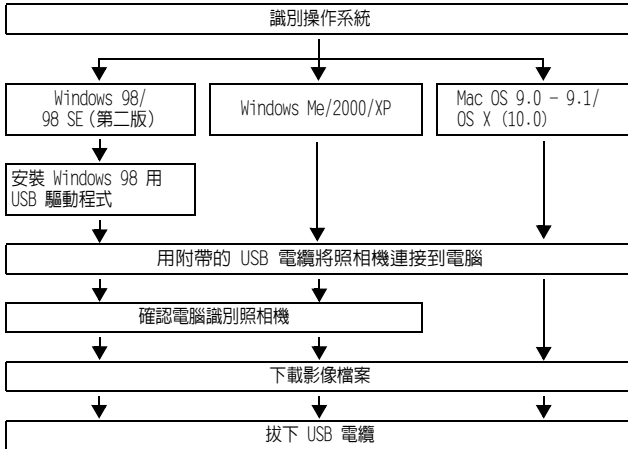 識別操作系統
Windows 98/
98 SE (第二版)
Windows Me/2000/XP
Mac OS 9.0 - 9.1/
OS X (10.0)
安裝 Windows 98 用
USB 驅動程式
用附帶的 USB 電纜將照相機連接到電腦
確認電腦識別照相機
下載影像檔案
拔下 USB 電纜